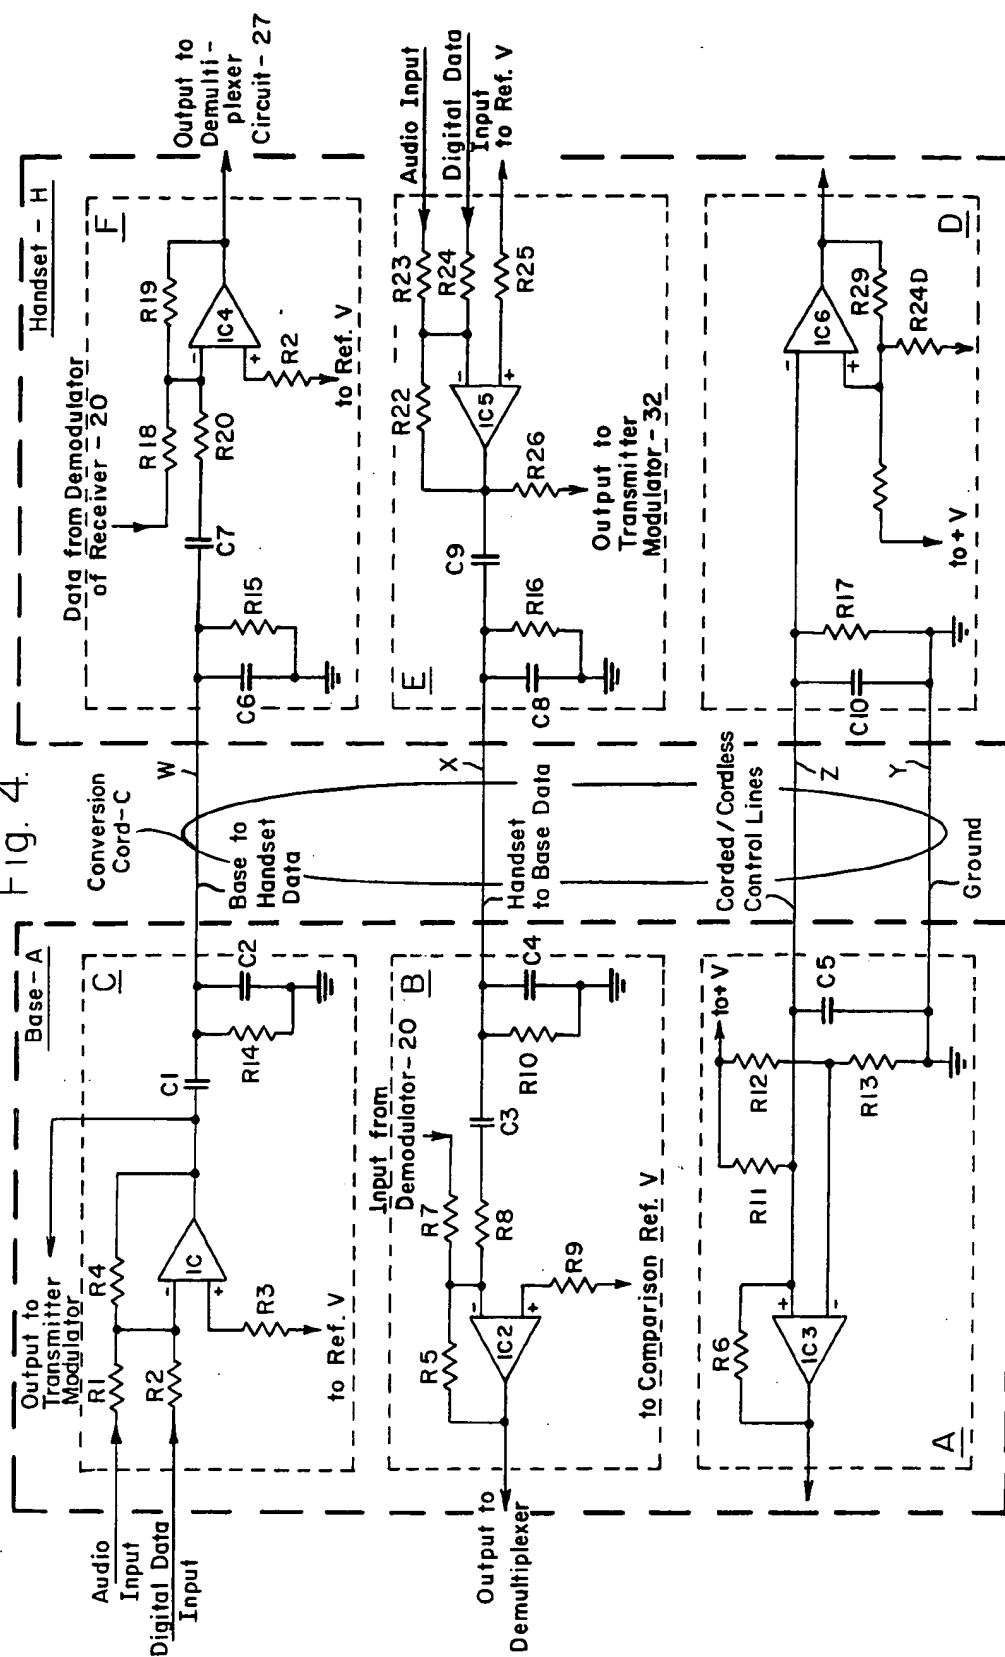 Fig. 4.
Base-A
Conversion
Cord-C
Handset - H
C
Output to
Transmitter
Modulator
Audio
Input
Digital Data
Input
R1
R2
R4
IC
-
+
R3
to Ref. V
C1
R14
C2
W
Base to
Handset
Data
F
Data from Demodulator
of Receiver - 20
C6
R15
C7
R18
R20
R19
IC4
-
+
R2
to Ref. V
Output to
Demulti-
plexer
Circuit - 27
B
Input from
Demodulator-20
R5
R7
R8
IC2
-
+
R9
to Comparison Ref. V
Output to
Demultiplexer
C3
R10
C4
X
Handset
to Base Data
E
C8
R16
C9
R22
R23
R24
IC5
-
+
R25
R26
Output to
Transmitter
Modulator-32
Audio Input
Digital Data
Input
to Ref. V
A
R6
IC3
+
-
R11
R12
R13
to+V
C5
Corded/Cordless
Control Lines
Z
Y
Ground
D
C10
R17
IC6
-
+
R29
R24D
to+V